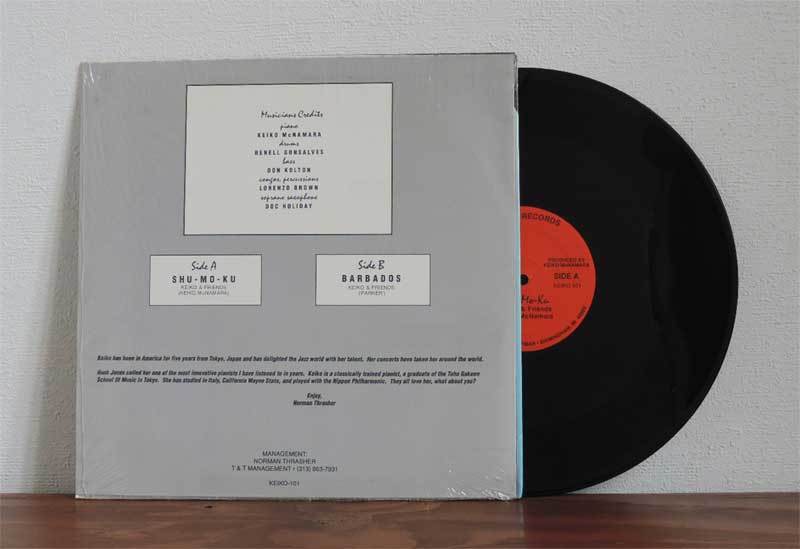 Musicians Credits
piano
KEIKO McNAMARA
drums
RENELL GONSALVES
bass
DON KOLTON
congas, percussions
LORENZO BROWN
soprano saxophone
DOC HOLIDAY
Side A
SHU-MO-KU
KEIKO & FRIENDS
(KEIKO McNAMARA)
Side B
BARBADOS
KEIKO & FRIENDS
(PARKER)
Keiko has been in America for five years from Tokyo, Japan and has delighted the Jazz world with her talent. Her concerts have taken her around the world.
Hank Jones called her one of the most innovative pianists I have listened to in years. Keiko is a classically trained pianist, a graduate of the Toho Gakuen
School Of Music in Tokyo. She has studied in Italy, California Wayne State, and played with the Nippon Philharmonic. They all love her, what about you?
Enjoy,
Norman Thrasher
MANAGEMENT:
NORMAN THRASHER
T & T MANAGEMENT • (313) 863-7931
KEIKO-101
RECORDS
PRODUCED BY
KEIKO McNAMARA
SIDE A
KEIKO 101
Mo-Ku
& Friends
McNamara